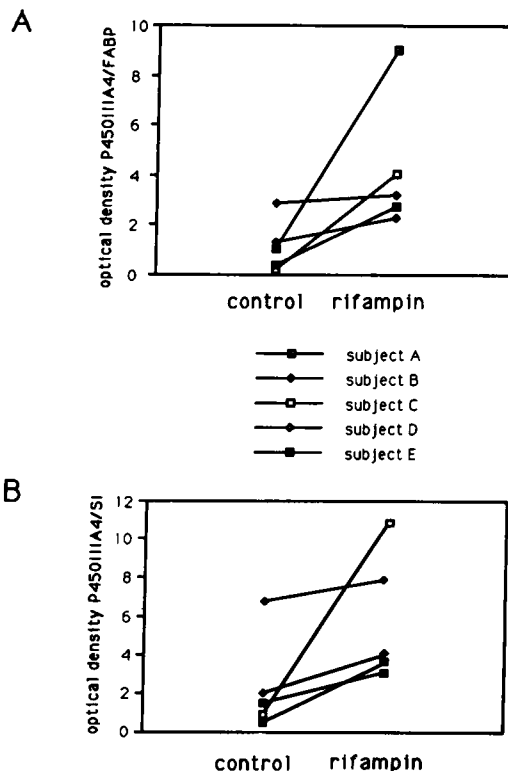 A
optical density P450IIIA4/FABP
10
8
6
4
2
0
control rifampin
subject A
subject B
subject C
subject D
subject E
B
optical density P450IIIA4/SI
12
10
8
6
4
2
0
control rifampin